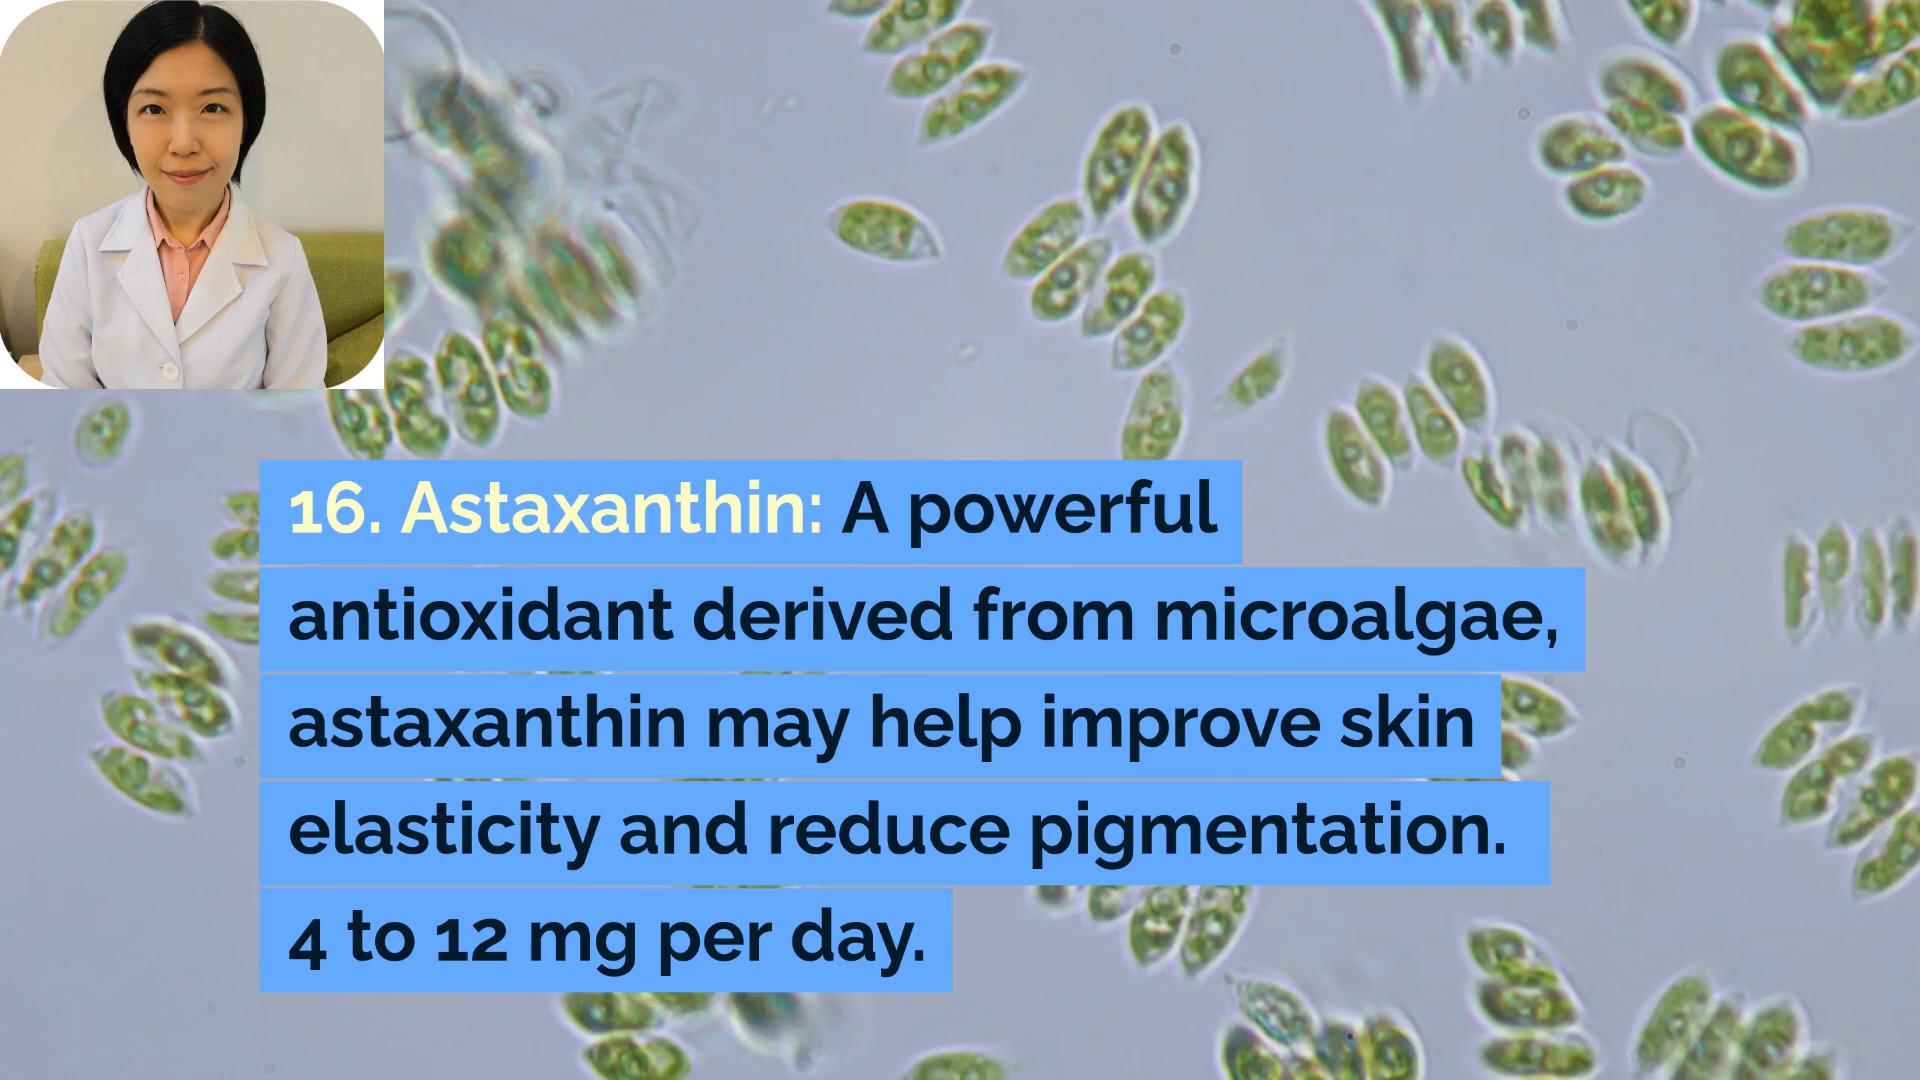 16. Astaxanthin: A powerful
antioxidant derived from microalgae,
astaxanthin may help improve skin
elasticity and reduce pigmentation.
4 to 12 mg per day.